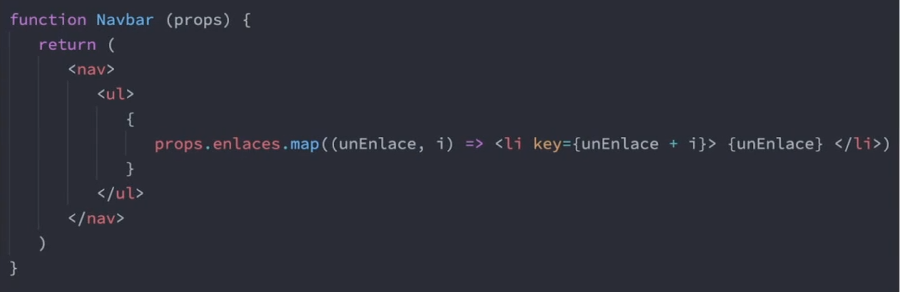 function Navbar (props) {
return (
<nav>
<ul>
{
props.enlaces.map((unEnlace, i) => <li key={unEnlace + i}> {unEnlace} </li>)
}
</ul>
</nav>
)
}